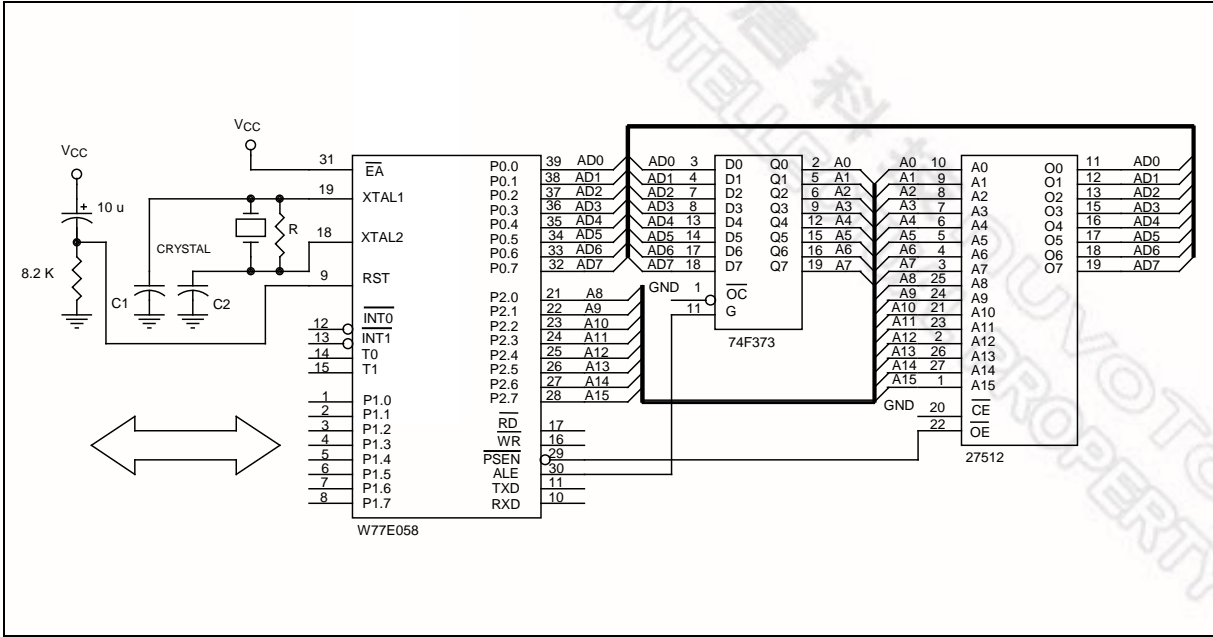 VCC
VCC
10 u
+
8.2 K
C1
C2
CRYSTAL
R
31
19
18
9
12
13
14
15
1
2
3
4
5
6
7
8
EA
XTAL1
XTAL2
RST
INT0
INT1
T0
T1
P1.0
P1.1
P1.2
P1.3
P1.4
P1.5
P1.6
P1.7
P0.0 39 AD0
P0.1 38 AD1
P0.2 37 AD2
P0.3 36 AD3
P0.4 35 AD4
P0.5 34 AD5
P0.6 33 AD6
P0.7 32 AD7
P2.0 21 A8
P2.1 22 A9
P2.2 23 A10
P2.3 24 A11
P2.4 25 A12
P2.5 26 A13
P2.6 27 A14
P2.7 28 A15
RD 17
WR 16
PSEN 29
ALE 30
TXD 11
RXD 10
W77E058
AD0 3 D0 Q0 2 A0
AD1 4 D1 Q1 5 A1
AD2 7 D2 Q2 6 A2
AD3 8 D3 Q3 9 A3
AD4 13 D4 Q4 12 A4
AD5 14 D5 Q5 15 A5
AD6 17 D6 Q6 16 A6
AD7 18 D7 Q7 19 A7
GND 1 OC
11 G
74F373
A0 10 A0 O0 11 AD0
A1 9 A1 O1 12 AD1
A2 8 A2 O2 13 AD2
A3 7 A3 O3 15 AD3
A4 6 A4 O4 16 AD4
A5 5 A5 O5 17 AD5
A6 4 A6 O6 18 AD6
A7 3 A7 O7 19 AD7
A8 25 A8
A9 24 A9
A10 21 A10
A11 23 A11
A12 2 A12
A13 26 A13
A14 27 A14
A15 1 A15
GND 20 CE
22 OE
27512